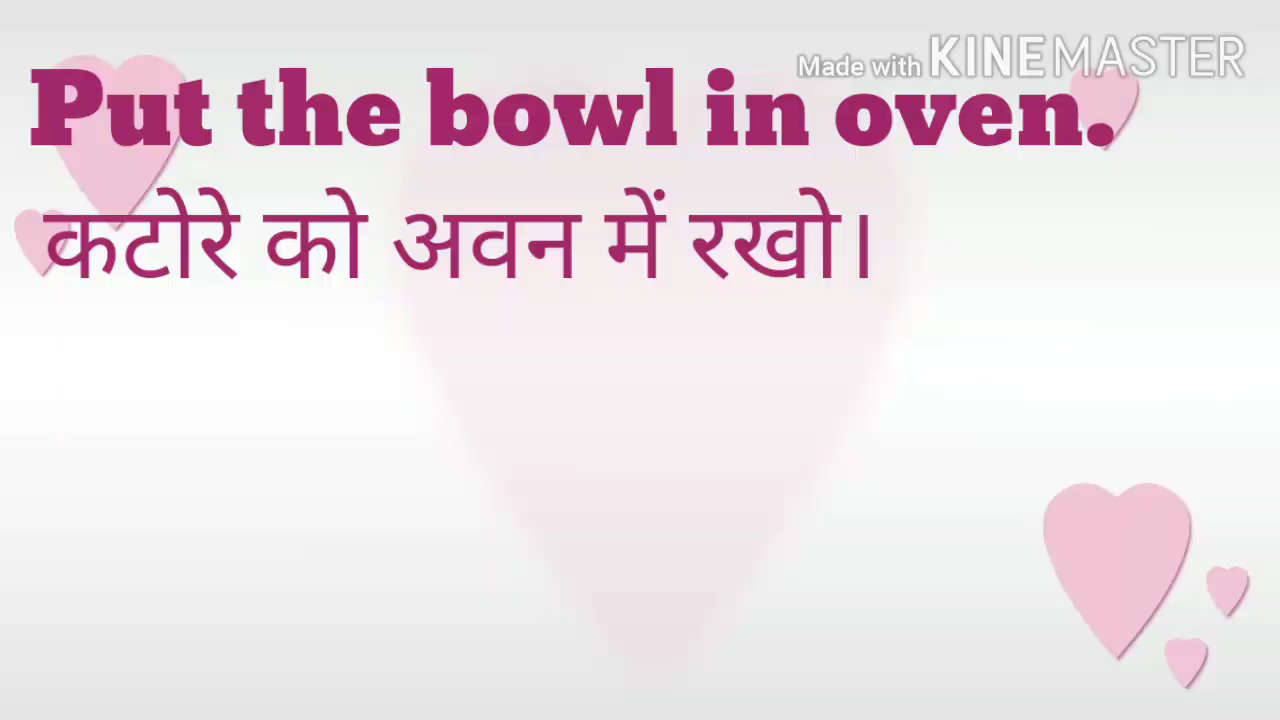 Made with KINEMASTER
Put the bowl in oven.
कटोरे को अवन में रखो।